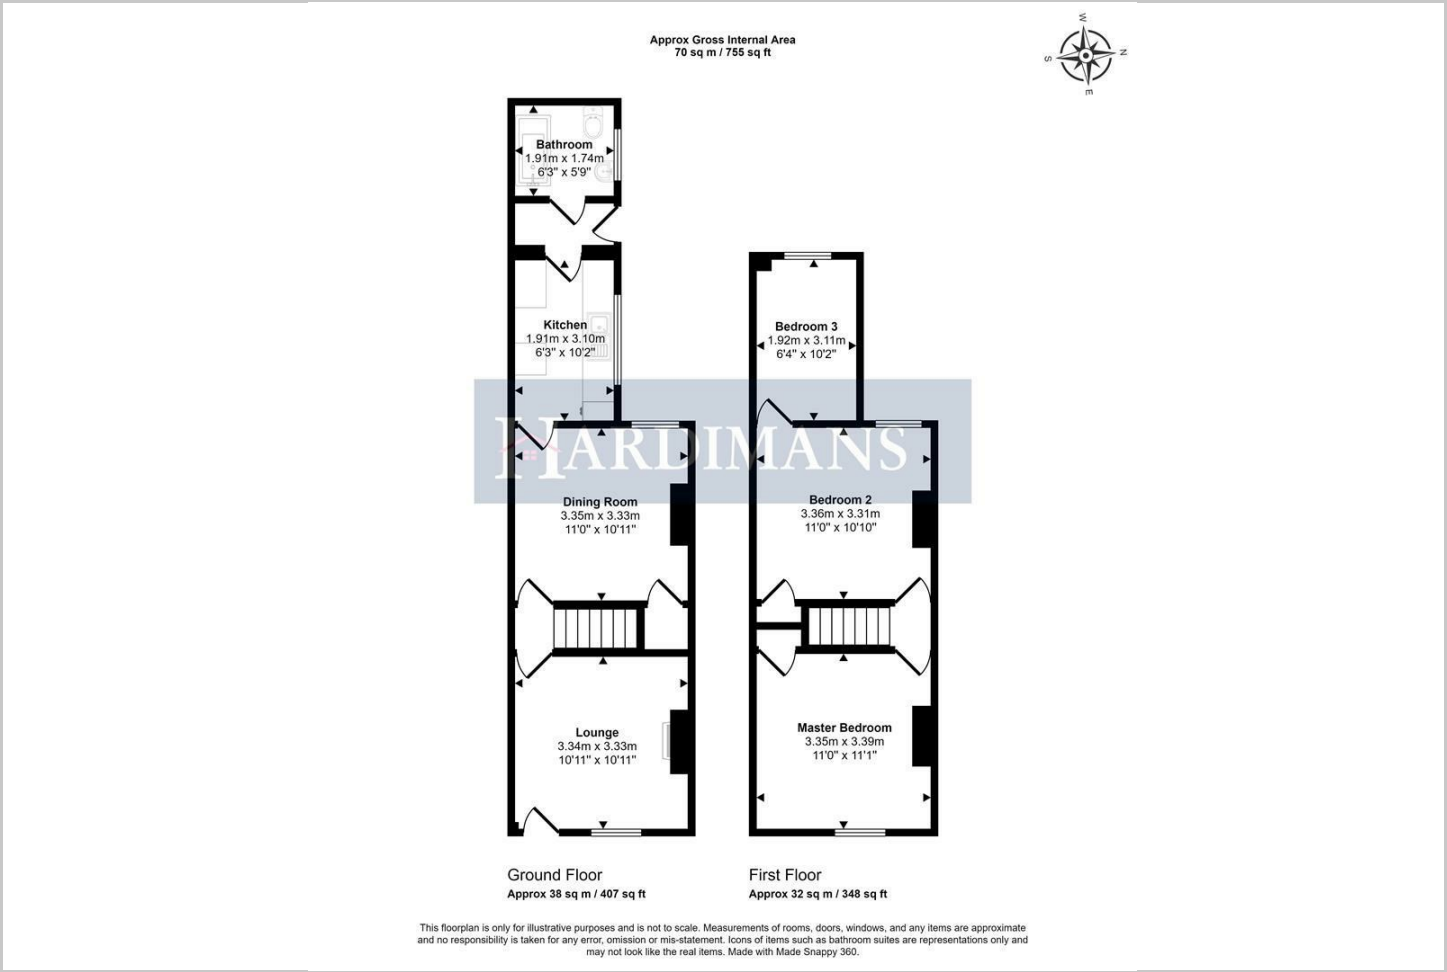 Approx Gross Internal Area
70 sq m / 755 sq ft
W
N
S
E
Bathroom
1.91m x 1.74m
6'3" x 5'9"
Kitchen
1.91m x 3.10m
6'3" x 10'2"
Bedroom 3
1.92m x 3.11m
6'4" x 10'2"
HARDIMANS
Dining Room
3.35m x 3.33m
11'0" x 10'11"
Bedroom 2
3.36m x 3.31m
11'0" x 10'10"
Lounge
3.34m x 3.33m
10'11" x 10'11"
Master Bedroom
3.35m x 3.39m
11'0" x 11'1"
Ground Floor
Approx 38 sq m / 407 sq ft
First Floor
Approx 32 sq m / 348 sq ft
This floorplan is only for illustrative purposes and is not to scale. Measurements of rooms, doors, windows, and any items are approximate
and no responsibility is taken for any error, omission or mis-statement. Icons of items such as bathroom suites are representations only and
may not look like the real items. Made with Made Snappy 360.